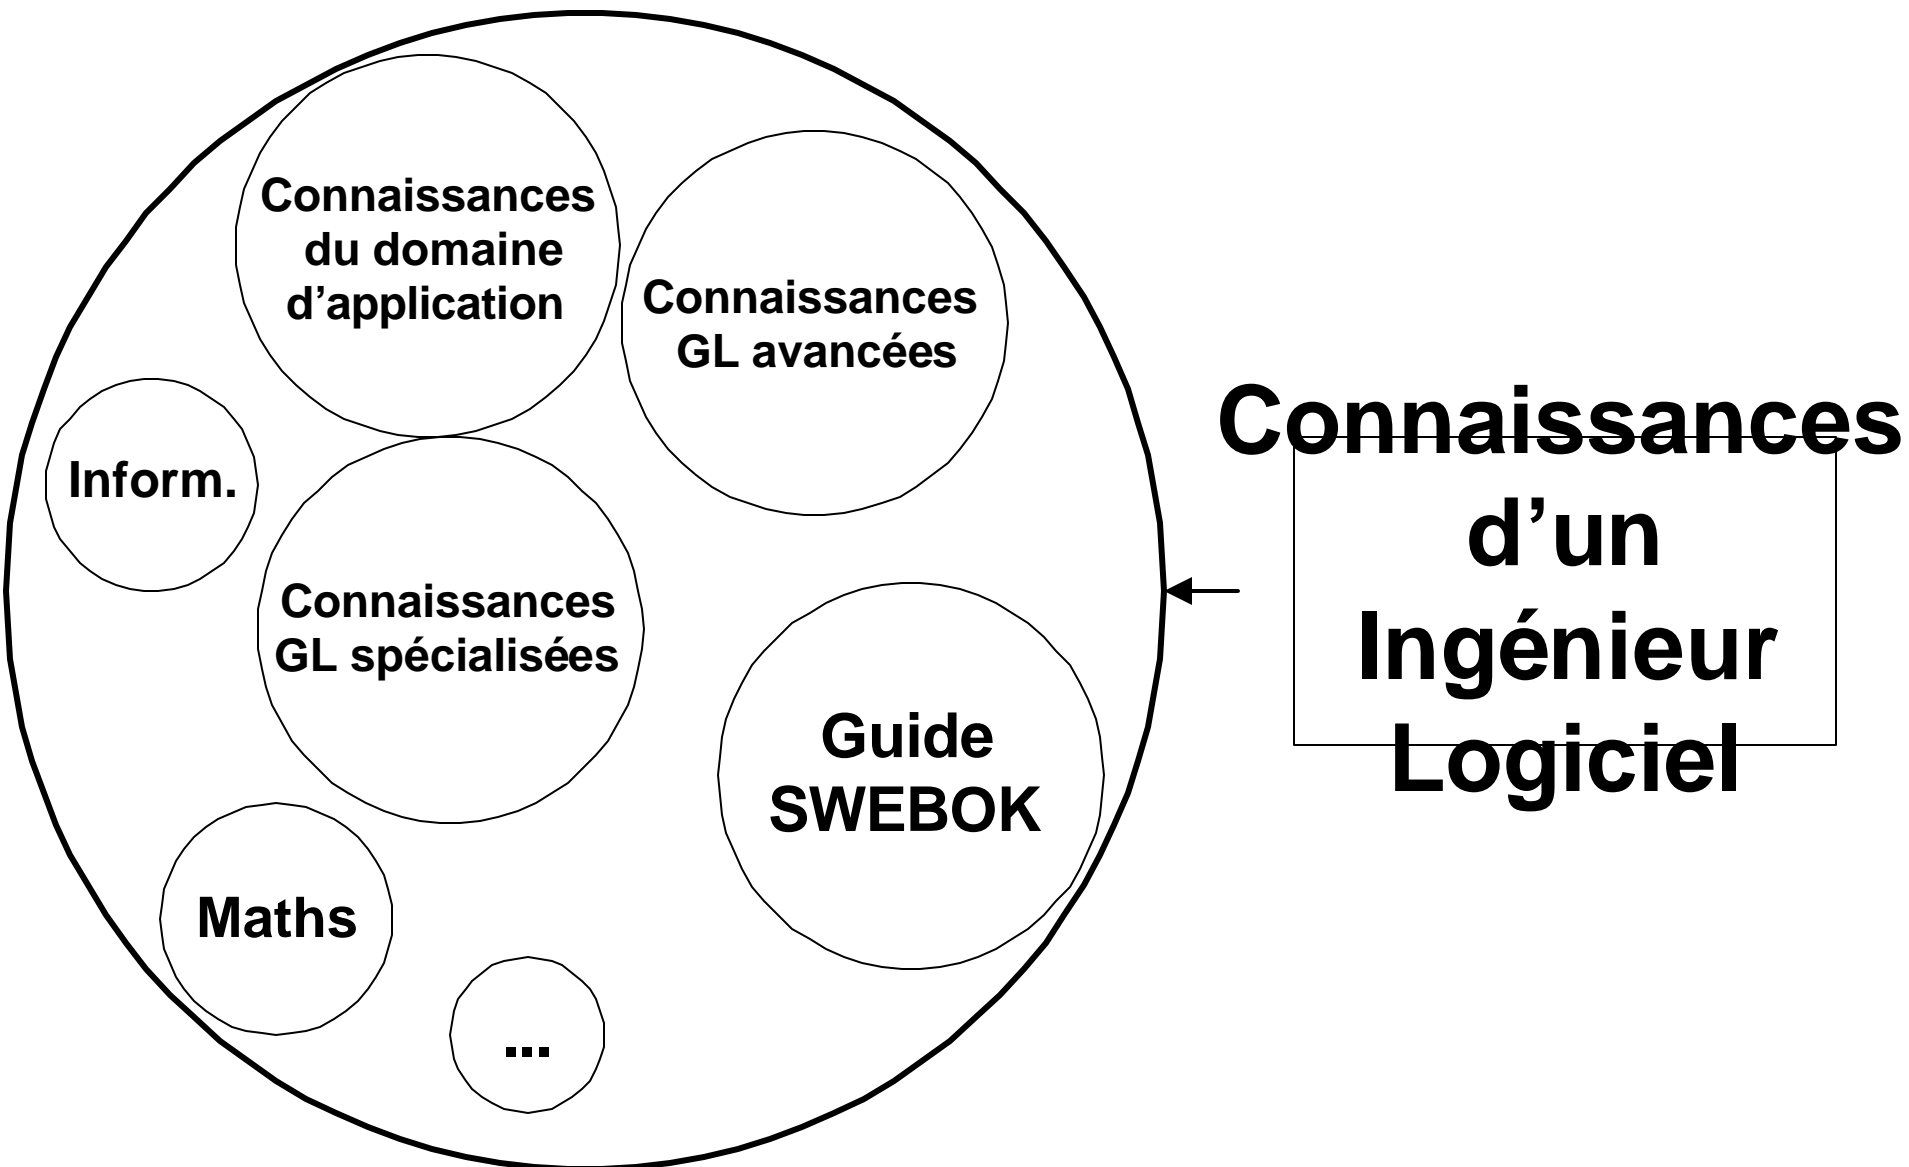 Connaissances
du domaine
d’application
Connaissances
GL avancées
Inform.
Connaissances
GL spécialisées
Guide
SWEBOK
Maths
...
Connaissances
d’un
Ingénieur
Logiciel